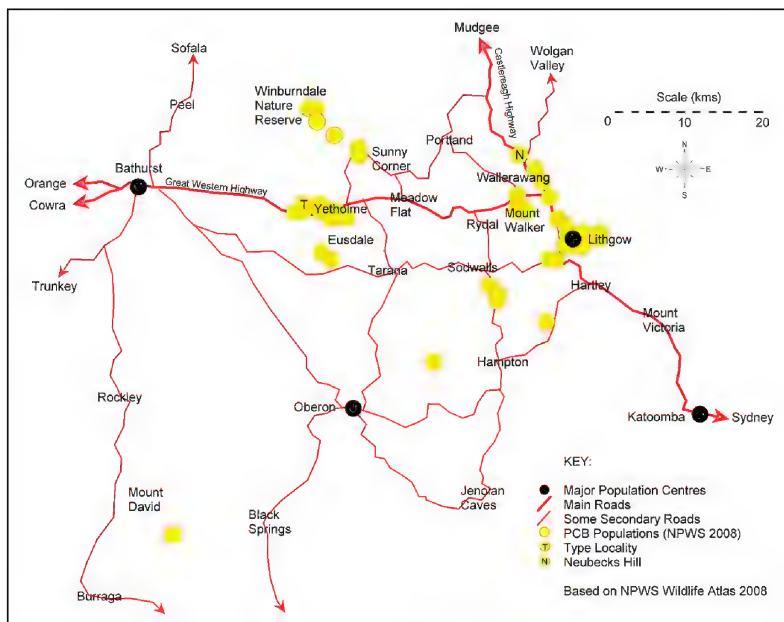 Mudgee
Sofala
Wolgan
Valley
Castlereagh Highway
Winburndale
Nature
Reserve
Peel
Scale (kms)
0
10
20
N
W
E
S
Portland
Sunny
Corner
N
Wallerawang
Bathurst
Orange
Cowra
Great Western Highway
T
Yetholme
Meadow
Flat
Mount
Walker
Rydal
Lithgow
Eusdale
Tarana
Sodwalls
Trunkey
Hartley
Mount
Victoria
Hampton
Rockley
Oberon
Katoomba
Sydney
KEY:
Mount
David
Jenolan
Caves
Major Population Centres
Main Roads
Some Secondary Roads
Black
Springs
PCB Populations (NPWS 2008)
T Type Locality
N Neubecks Hill
Burraga
Based on NPWS Wildlife Atlas 2008